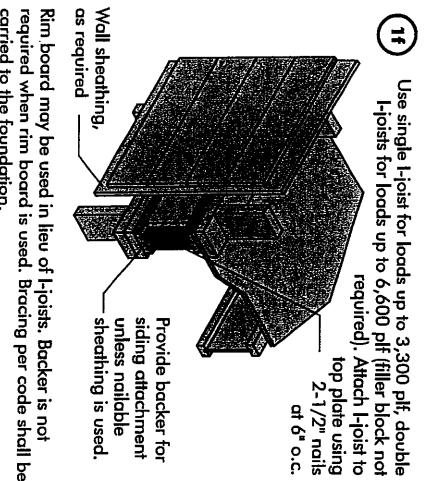 1f
Use single I-joist for loads up to 3,300 plf, double
I-joists for loads up to 6,600 plf (filler block not
required). Attach I-joist to
top plate using
2-1/2" nails
at 6" o.c.
Wall sheathing,
as required
Provide backer for
siding attachment
unless nailable
sheathing is used.
Rim board may be used in lieu of I-joists. Backer is not
required when rim board is used. Bracing per code shall be
carried to the foundation.